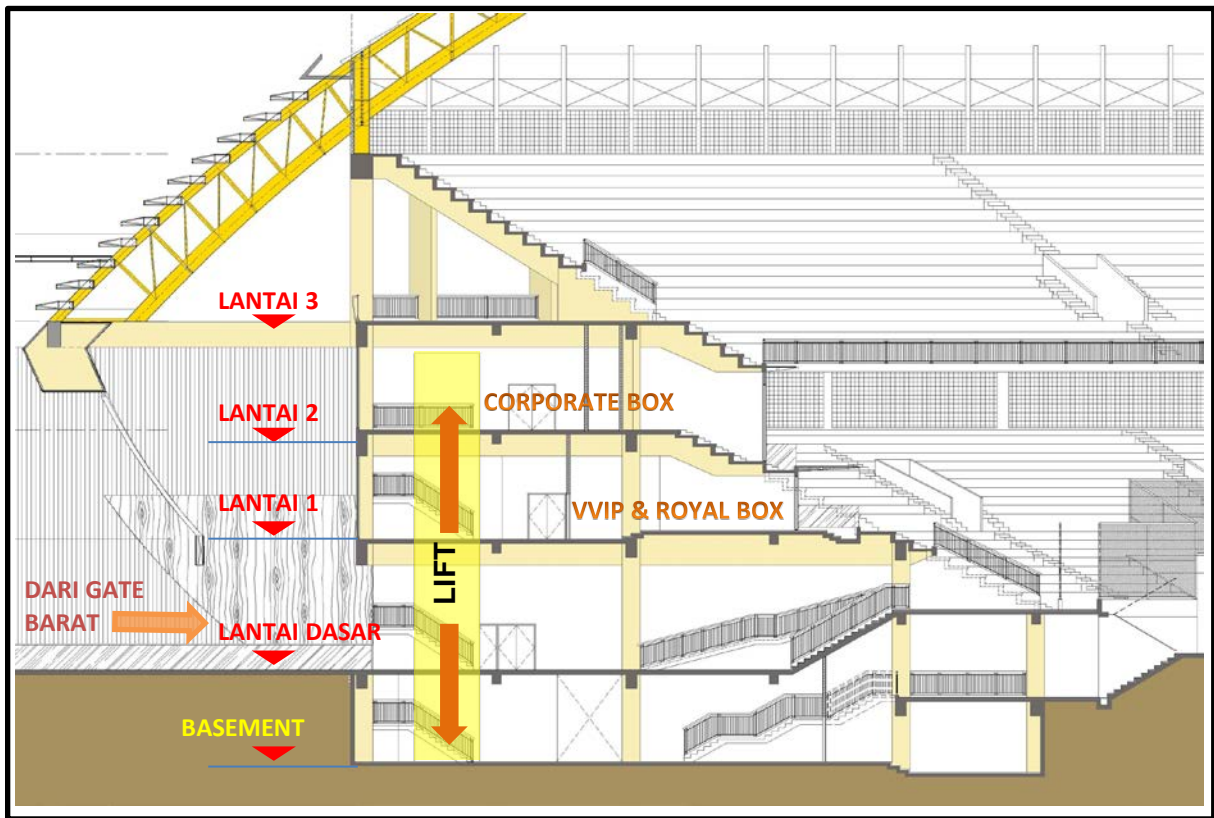 LANTAI 3
LANTAI 2
CORPORATE BOX
LANTAI 1
VVIP & ROYAL BOX
LIFT
DARI GATE
BARAT
LANTAI DASAR
BASEMENT